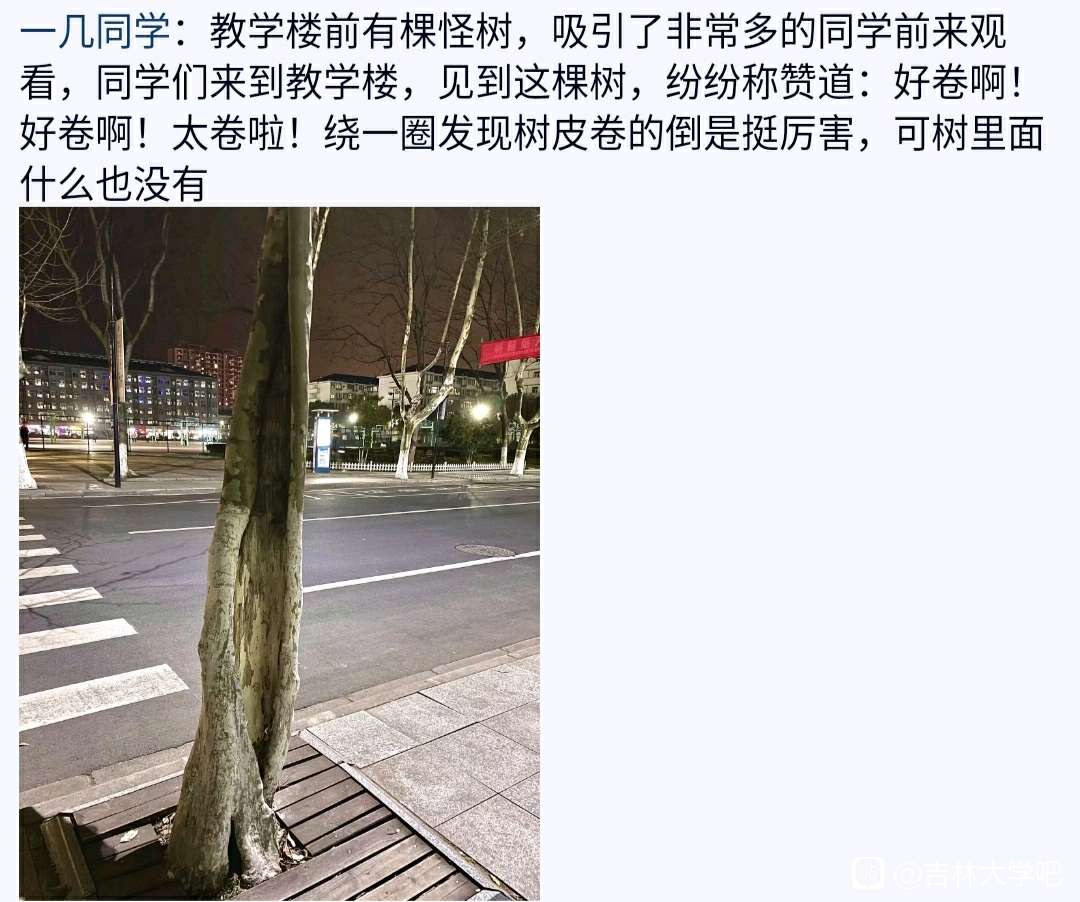 一几同学：教学楼前有棵怪树，吸引了非常多的同学前来观
看，同学们来到教学楼，见到这棵树，纷纷称赞道：好卷啊！
好卷啊！太卷啦！绕一圈发现树皮卷的倒是挺厉害，可树里面
什么也没有
@吉林大学吧